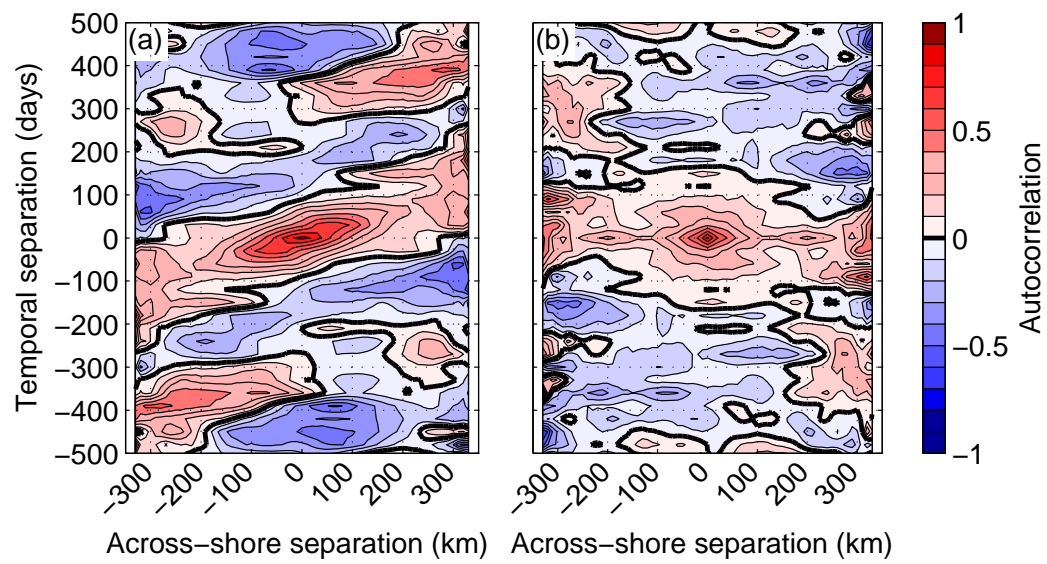 (a)
(b)
500
400
300
200
100
0
−100
−200
−300
−400
−500
Temporal separation (days)
−300 −200 −100 0 100 200 300
−300 −200 −100 0 100 200 300
Across−shore separation (km) Across−shore separation (km)
1
0.5
0
−0.5
−1
Autocorrelation